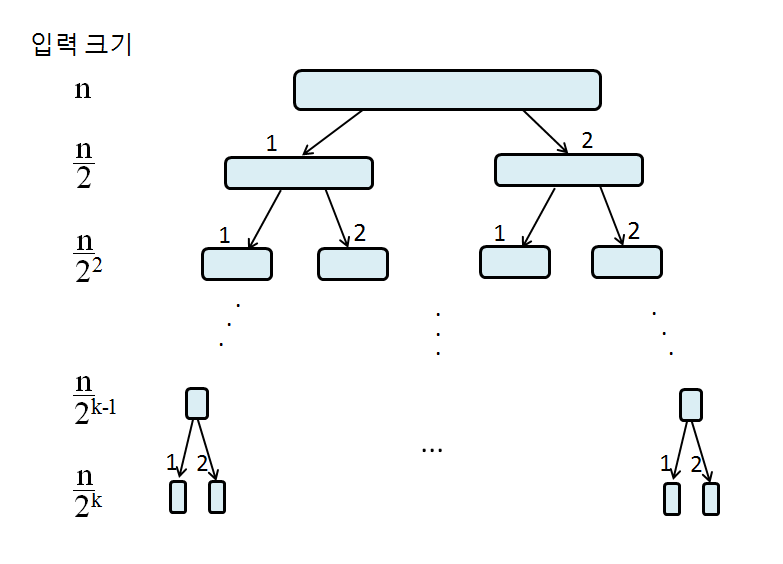 입력 크기
n
1 2
n/2
1 2 1 2
n/2²
. . .
. . .
. . .
n/2^(k-1)
...
1 2 1 2
n/2^k